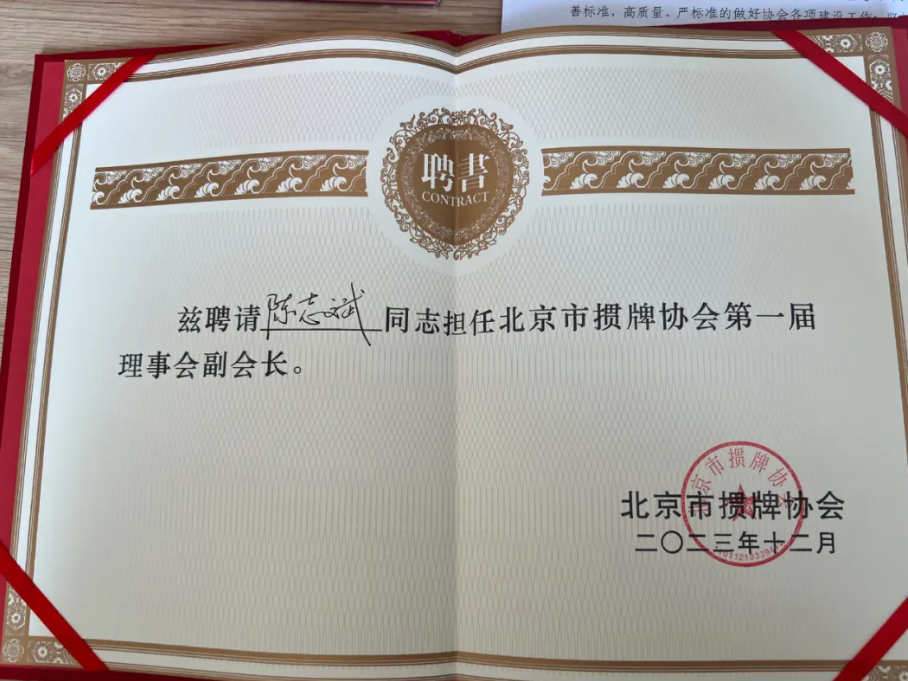 善标准，高质量、严标准的做好协会各项建设工作；
聘書
CONTRACT
兹聘请陈志斌同志担任北京市掼牌协会第一届
理事会副会长。
北京市掼牌协会
北京市掼牌协会
二〇二三年十二月